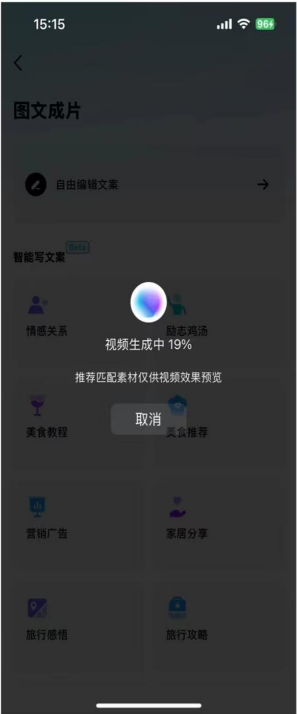 15:15
96
图文成片
自由编辑文案
智能写文案 Beta
情感关系
励志鸡汤
视频生成中 19%
推荐匹配素材仅供视频效果预览
取消
美食教程
美食推荐
营销广告
家居分享
旅行感悟
旅行攻略